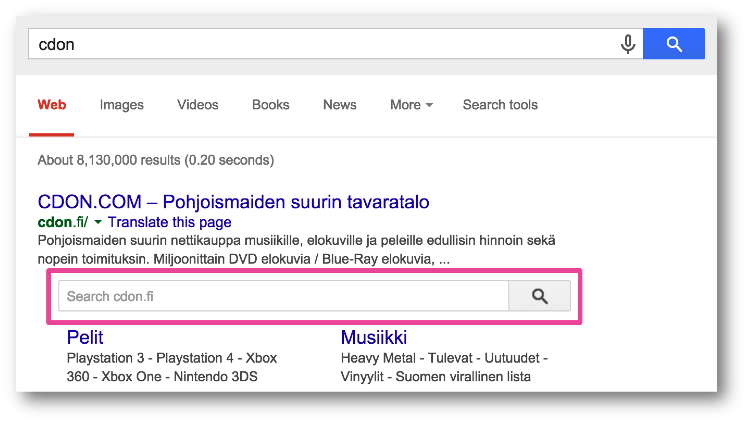 cdon
Web Images Videos Books News More Search tools
About 8,130,000 results (0.20 seconds)
CDON.COM – Pohjoismaiden suurin tavaratalo
cdon.fi/ Translate this page
Pohjoismaiden suurin nettikauppa musiikille, elokuville ja peleille edullisin hinnoin sekä
nopein toimituksin. Miljoonittain DVD elokuvia / Blue-Ray elokuvia, ...
Search cdon.fi
Pelit
Playstation 3 - Playstation 4 - Xbox
360 - Xbox One - Nintendo 3DS
Musiikki
Heavy Metal - Tulevat - Uutuudet -
Vinyylit - Suomen virallinen lista